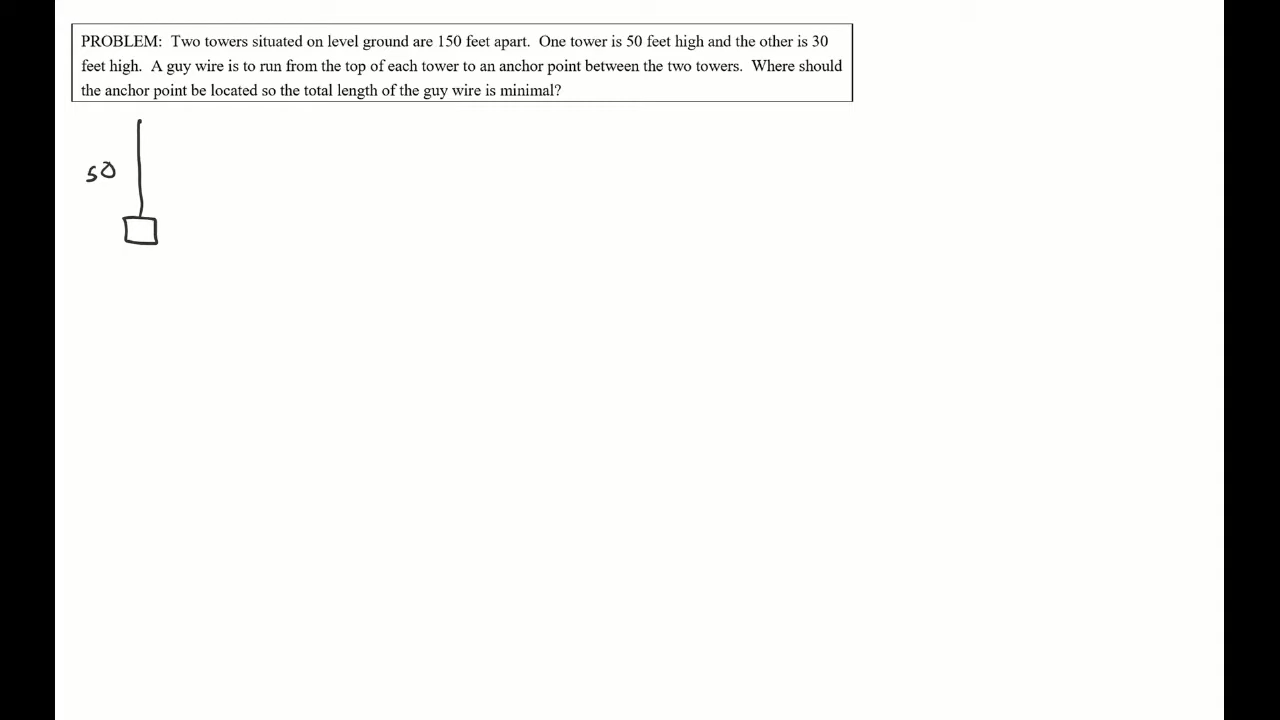 PROBLEM: Two towers situated on level ground are 150 feet apart. One tower is 50 feet high and the other is 30
feet high. A guy wire is to run from the top of each tower to an anchor point between the two towers. Where should
the anchor point be located so the total length of the guy wire is minimal?
50